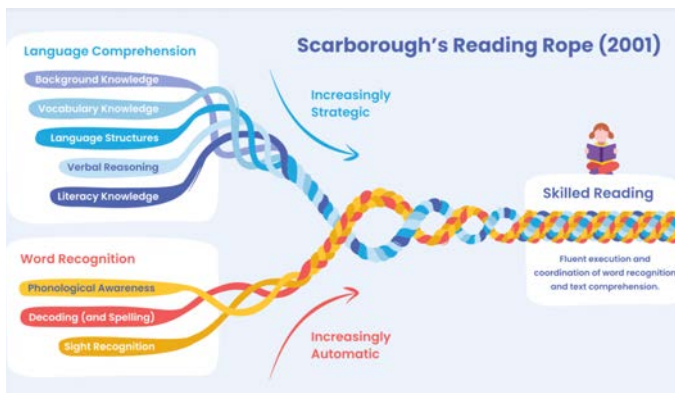 Scarborough's Reading Rope (2001)
Language Comprehension
Background Knowledge
Vocabulary Knowledge
Language Structures
Verbal Reasoning
Literacy Knowledge
Increasingly
Strategic
Word Recognition
Phonological Awareness
Decoding (and Spelling)
Sight Recognition
Increasingly
Automatic
Skilled Reading
Fluent execution and
coordination of word recognition
and text comprehension.